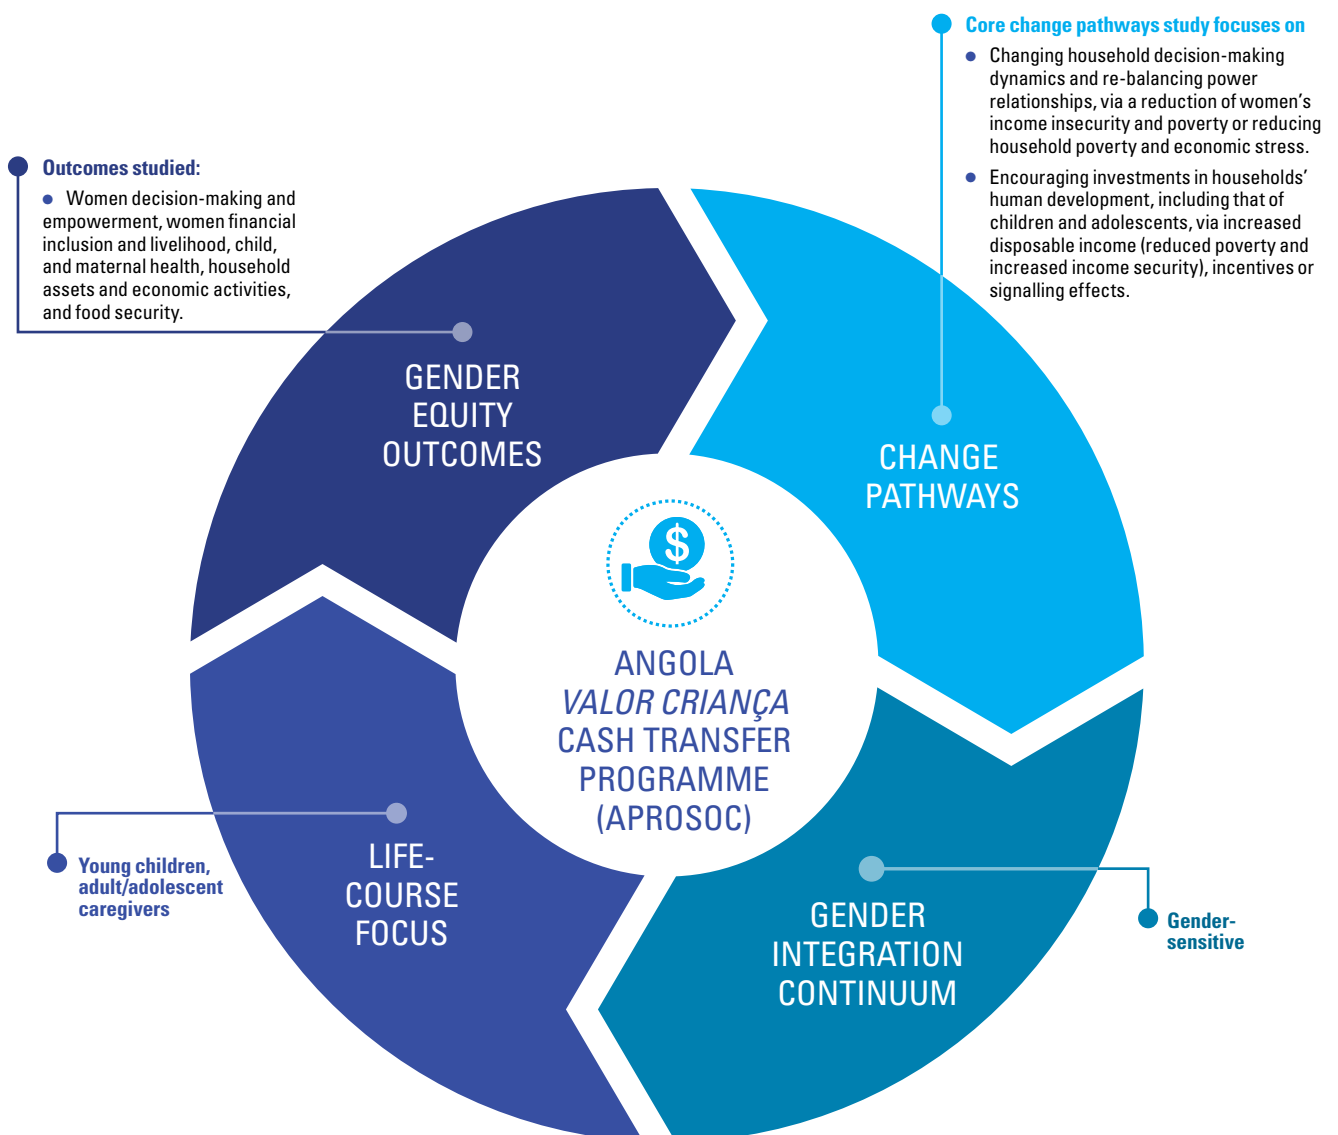 Core change pathways study focuses on
Changing household decision-making
dynamics and re-balancing power
relationships, via a reduction of women's
income insecurity and poverty or reducing
household poverty and economic stress.
Encouraging investments in households'
human development, including that of
children and adolescents, via increased
disposable income (reduced poverty and
increased income security), incentives or
signalling effects.
Outcomes studied:
Women decision-making and
empowerment, women financial
inclusion and livelihood, child,
and maternal health, household
assets and economic activities,
and food security.
GENDER
EQUITY
OUTCOMES
CHANGE
PATHWAYS
$
ANGOLA
VALOR CRIANÇA
CASH TRANSFER
PROGRAMME
(APROSOC)
LIFE-
COURSE
FOCUS
Young children,
adult/adolescent
caregivers
GENDER
INTEGRATION
CONTINUUM
Gender-
sensitive